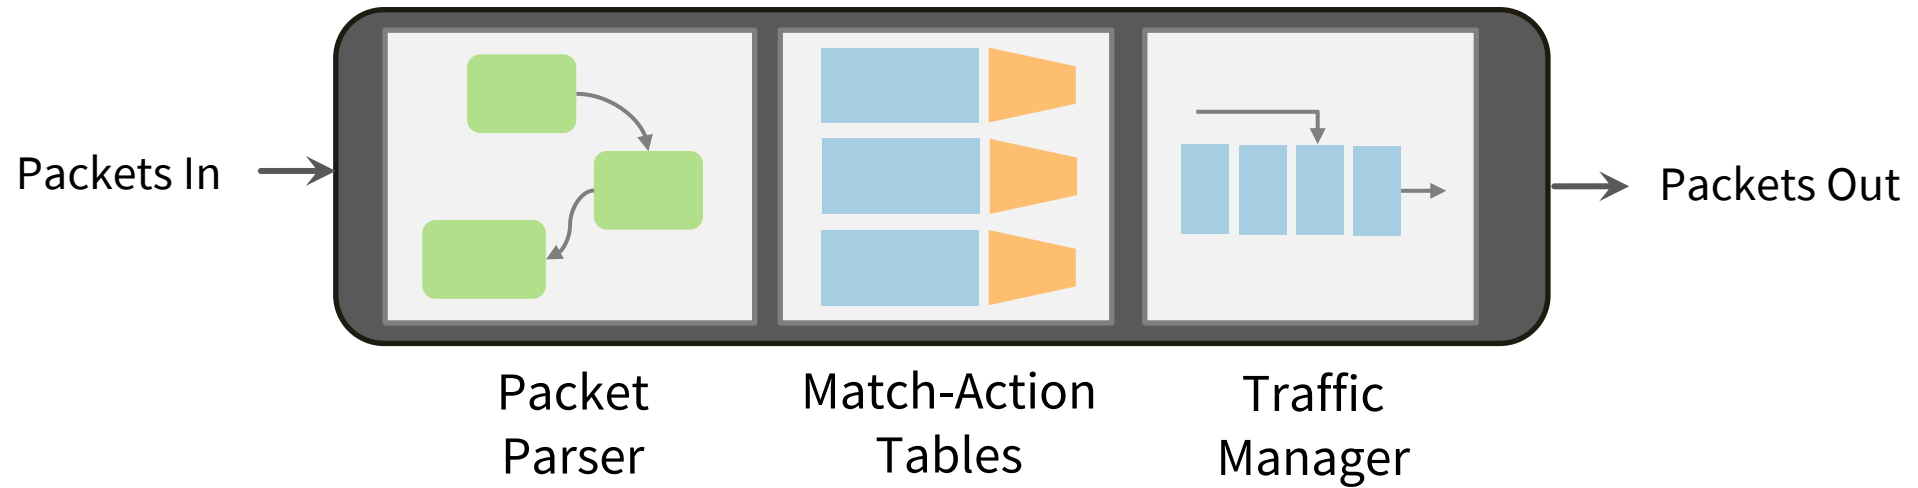 Packets In
Packets Out
Packet
Parser
Match-Action
Tables
Traffic
Manager